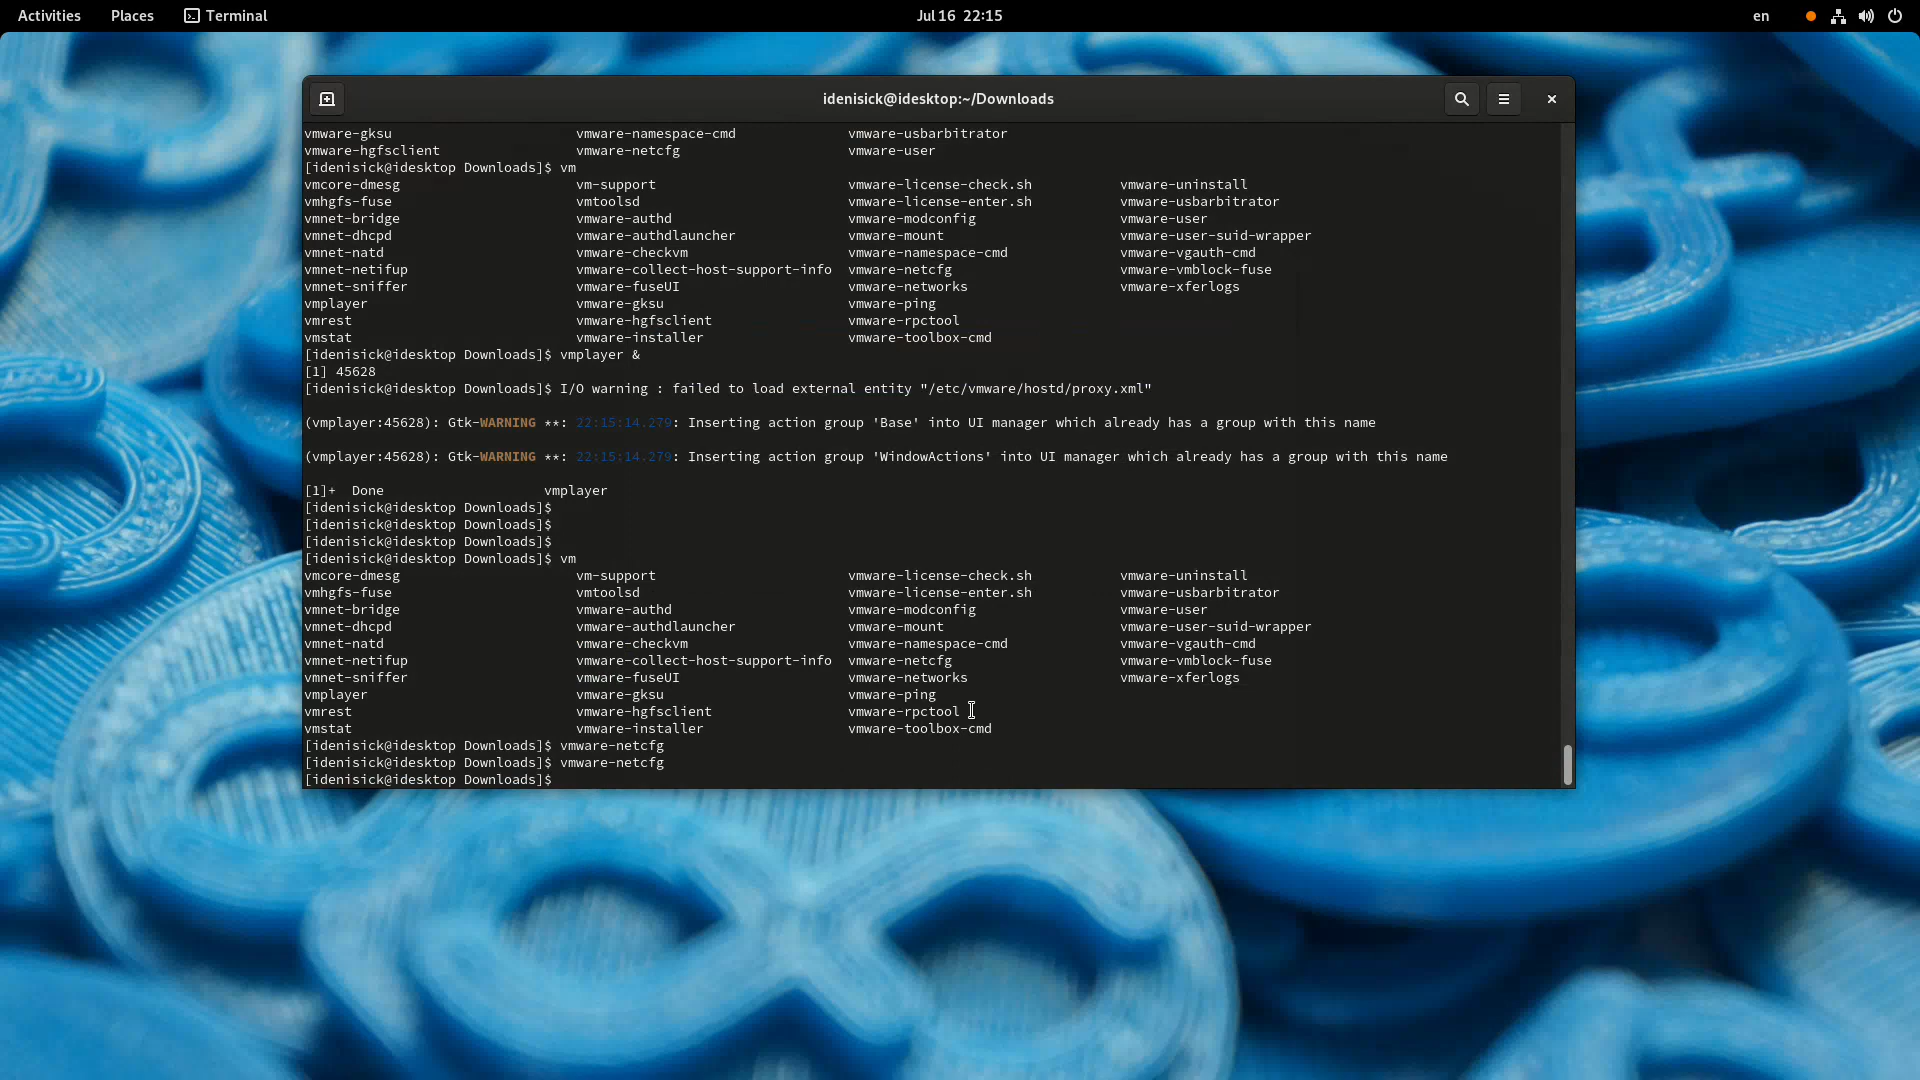 Activities Places Terminal Jul 16 22:15 en
idenisick@idesktop:~/Downloads
vmware-gksu vmware-namespace-cmd vmware-usbarbitrator
vmware-hgfsclient vmware-netcfg vmware-user
[idenisick@idesktop Downloads]$ vm
vmcore-dmesg vm-support vmware-license-check.sh vmware-uninstall
vmhgfs-fuse vmtoolsd vmware-license-enter.sh vmware-usbarbitrator
vmnet-bridge vmware-authd vmware-modconfig vmware-user
vmnet-dhcpd vmware-authdlauncher vmware-mount vmware-user-suid-wrapper
vmnet-natd vmware-checkvm vmware-namespace-cmd vmware-vgauth-cmd
vmnet-netifup vmware-collect-host-support-info vmware-netcfg vmware-vmblock-fuse
vmnet-sniffer vmware-fuseUI vmware-networks vmware-xferlogs
vmplayer vmware-gksu vmware-ping
vmrest vmware-hgfsclient vmware-rpctool
vmstat vmware-installer vmware-toolbox-cmd
[idenisick@idesktop Downloads]$ vmplayer &
[1] 45628
[idenisick@idesktop Downloads]$ I/O warning : failed to load external entity "/etc/vmware/hostd/proxy.xml"
(vmplayer:45628): Gtk-WARNING **: 22:15:14.279: Inserting action group 'Base' into UI manager which already has a group with this name
(vmplayer:45628): Gtk-WARNING **: 22:15:14.279: Inserting action group 'WindowActions' into UI manager which already has a group with this name
[1]+ Done vmplayer
[idenisick@idesktop Downloads]$
[idenisick@idesktop Downloads]$
[idenisick@idesktop Downloads]$
[idenisick@idesktop Downloads]$ vm
vmcore-dmesg vm-support vmware-license-check.sh vmware-uninstall
vmhgfs-fuse vmtoolsd vmware-license-enter.sh vmware-usbarbitrator
vmnet-bridge vmware-authd vmware-modconfig vmware-user
vmnet-dhcpd vmware-authdlauncher vmware-mount vmware-user-suid-wrapper
vmnet-natd vmware-checkvm vmware-namespace-cmd vmware-vgauth-cmd
vmnet-netifup vmware-collect-host-support-info vmware-netcfg vmware-vmblock-fuse
vmnet-sniffer vmware-fuseUI vmware-networks vmware-xferlogs
vmplayer vmware-gksu vmware-ping
vmrest vmware-hgfsclient vmware-rpctool
vmstat vmware-installer vmware-toolbox-cmd
[idenisick@idesktop Downloads]$ vmware-netcfg
[idenisick@idesktop Downloads]$ vmware-netcfg
[idenisick@idesktop Downloads]$